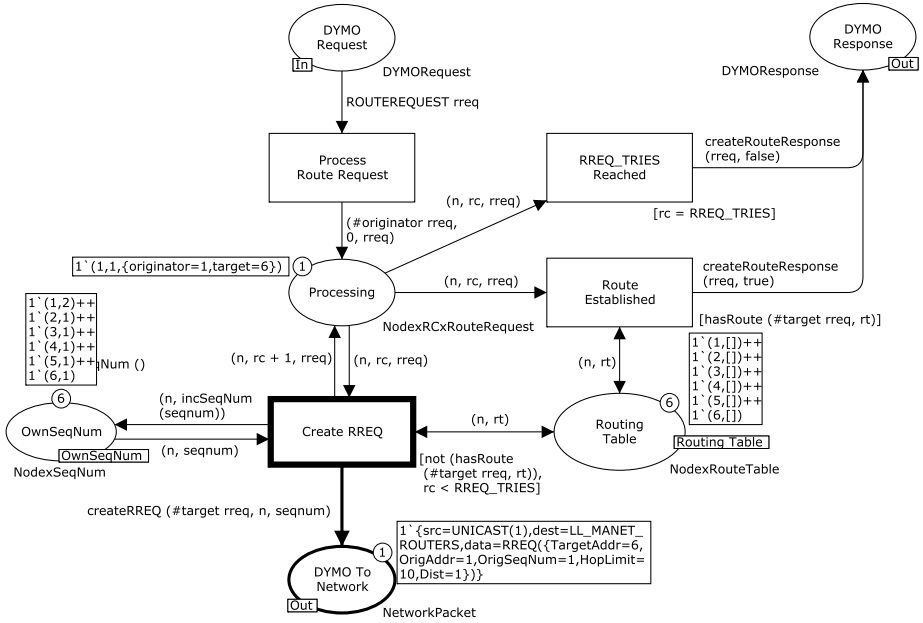 DYMO
Request
In
DYMORequest
DYMO
Response
Out
DYMOResponse
ROUTEREQUEST rreq
Process
Route Request
RREQ_TRIES
Reached
createRouteResponse
(rreq, false)
[rc = RREQ_TRIES]
(n, rc, rreq)
(#originator rreq,
0, rreq)
1`(1,1,{originator=1,target=6})
1
Processing
NodexRCxRouteRequest
(n, rc, rreq)
Route
Established
createRouteResponse
(rreq, true)
[hasRoute (#target rreq, rt)]
1`(1,2)++
1`(2,1)++
1`(3,1)++
1`(4,1)++
1`(5,1)++
1`(6,1)
qNum ()
6
OwnSeqNum
OwnSeqNum
NodexSeqNum
(n, rc + 1, rreq)
(n, rc, rreq)
(n, incSeqNum
(seqnum))
(n, seqnum)
Create RREQ
(n, rt)
(n, rt)
1`(1,[])++
1`(2,[])++
1`(3,[])++
1`(4,[])++
1`(5,[])++
1`(6,[])
6
Routing
Table
Routing Table
NodexRouteTable
[not (hasRoute
(#target rreq, rt)),
rc < RREQ_TRIES]
createRREQ (#target rreq, n, seqnum)
1
1`{src=UNICAST(1),dest=LL_MANET_
ROUTERS,data=RREQ({TargetAddr=6,
OrigAddr=1,OrigSeqNum=1,HopLimit=
10,Dist=1})}
DYMO To
Network
Out
NetworkPacket